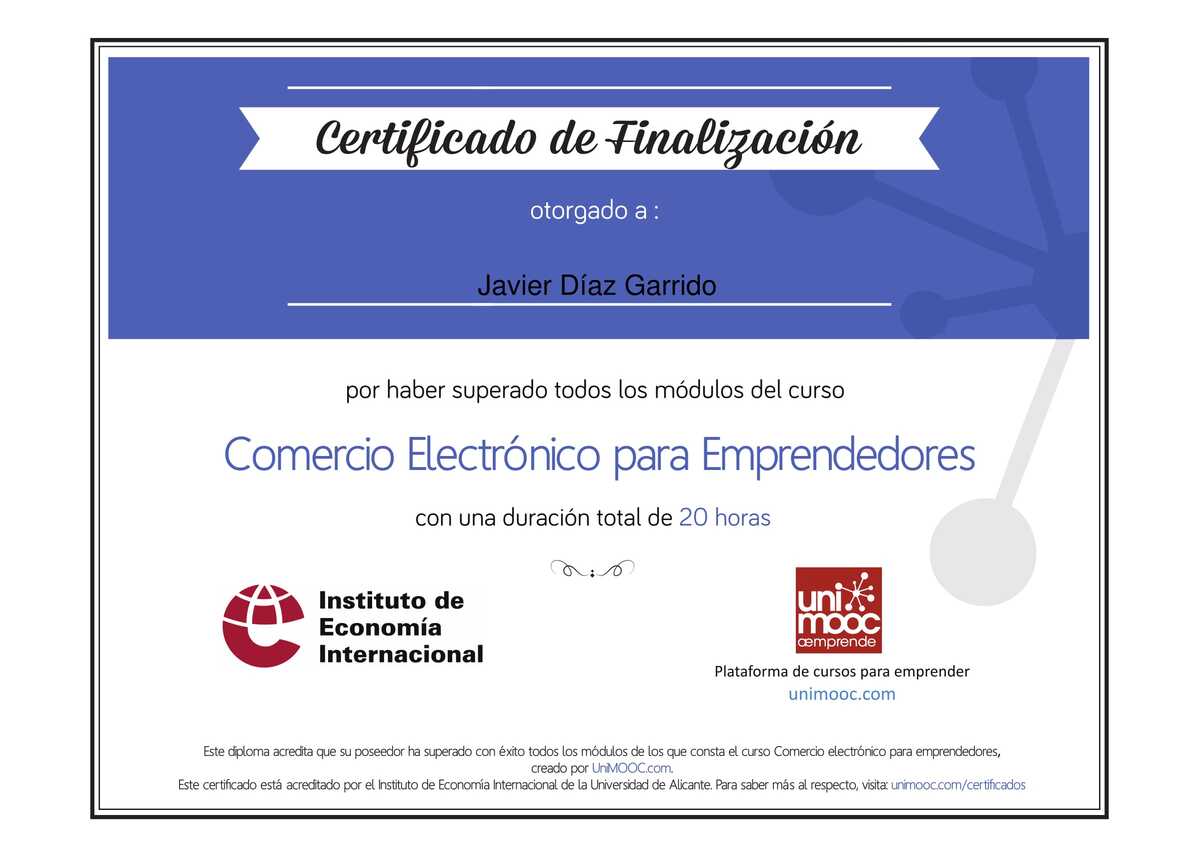 Certificado de Finalización
otorgado a :
Javier Díaz Garrido
por haber superado todos los módulos del curso
Comercio Electrónico para Emprendedores
con una duración total de 20 horas
Instituto de
Economía
Internacional
uni
mooc
æmprende
Plataforma de cursos para emprender
unimooc.com
Este diploma acredita que su poseedor ha superado con éxito todos los módulos de los que consta el curso Comercio electrónico para emprendedores,
creado por UniMOOC.com.
Este certificado está acreditado por el Instituto de Economía Internacional de la Universidad de Alicante. Para saber más al respecto, visita: unimooc.com/certificados